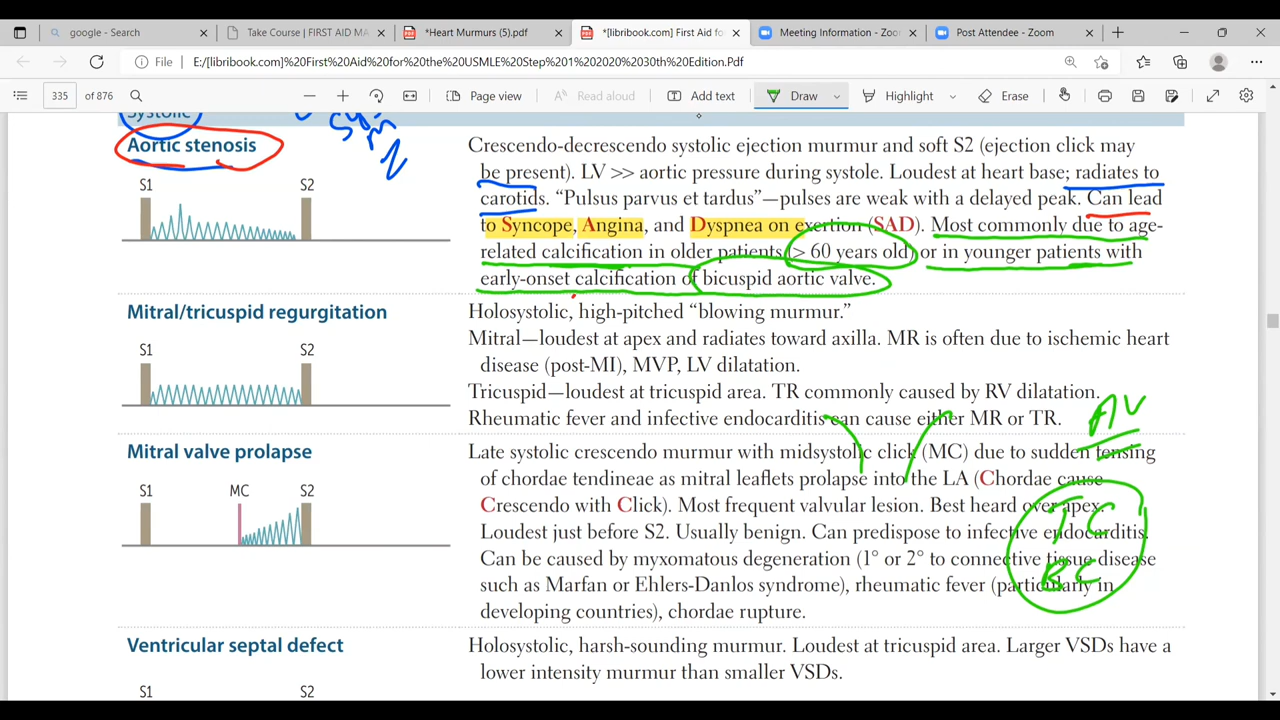 google - Search
Take Course | FIRST AID MA
*Heart Murmurs (5).pdf
*[libribook.com] First Aid for
Meeting Information - Zoo
Post Attendee - Zoom
File
E:/[libribook.com]%20First%20Aid%20for%20the%20USMLE%20Step%201%202020%2030th%20Edition.Pdf
335
of 876
Page view
Read aloud
Add text
Draw
Highlight
Erase
Systolic
Aortic stenosis
S1
S2
Crescendo-decrescendo systolic ejection murmur and soft S2 (ejection click may
be present). LV >> aortic pressure during systole. Loudest at heart base; radiates to
carotids. “Pulsus parvus et tardus”—pulses are weak with a delayed peak. Can lead
to Syncope, Angina, and Dyspnea on exertion (SAD). Most commonly due to age-
related calcification in older patients (> 60 years old) or in younger patients with
early-onset calcification of bicuspid aortic valve.
Mitral/tricuspid regurgitation
S1
S2
Holosystolic, high-pitched “blowing murmur.”
Mitral—loudest at apex and radiates toward axilla. MR is often due to ischemic heart
disease (post-MI), MVP, LV dilatation.
Tricuspid—loudest at tricuspid area. TR commonly caused by RV dilatation.
Rheumatic fever and infective endocarditis can cause either MR or TR.
AV
Mitral valve prolapse
S1
MC
S2
Late systolic crescendo murmur with midsystolic click (MC) due to sudden tensing
of chordae tendineae as mitral leaflets prolapse into the LA (Chordae cause
Crescendo with Click). Most frequent valvular lesion. Best heard over apex.
Loudest just before S2. Usually benign. Can predispose to infective endocarditis.
Can be caused by myxomatous degeneration (1° or 2° to connective tissue disease
such as Marfan or Ehlers-Danlos syndrome), rheumatic fever (particularly in
developing countries), chordae rupture.
TC
Ventricular septal defect
S1
S2
Holosystolic, harsh-sounding murmur. Loudest at tricuspid area. Larger VSDs have a
lower intensity murmur than smaller VSDs.